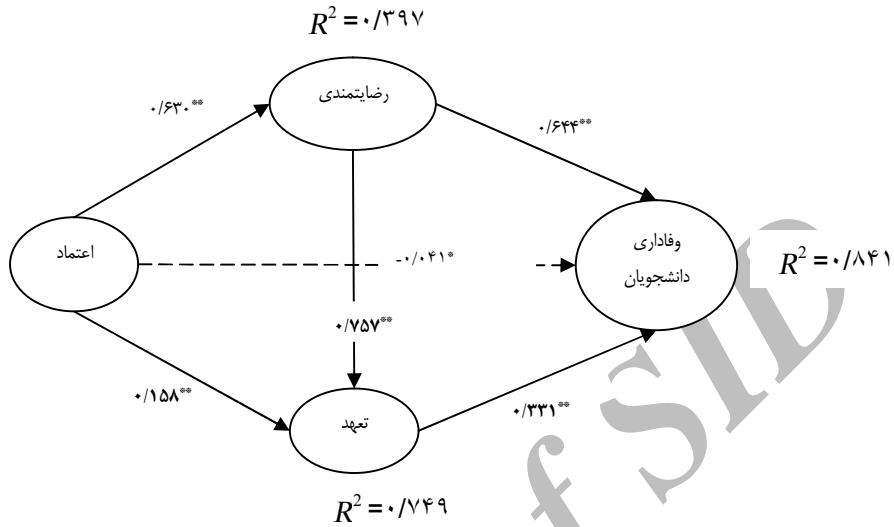 R² = ۰/۳۹۷
رضایتمندی
۰/۶۳۰**
۰/۶۴۴**
اعتماد
-۰/۰۴۱*
وفاداری
دانشجویان
R² = ۰/۸۴۱
۰/۷۵۷**
۰/۱۵۸**
تعهد
۰/۳۳۱**
R² = ۰/۷۴۹
f SID